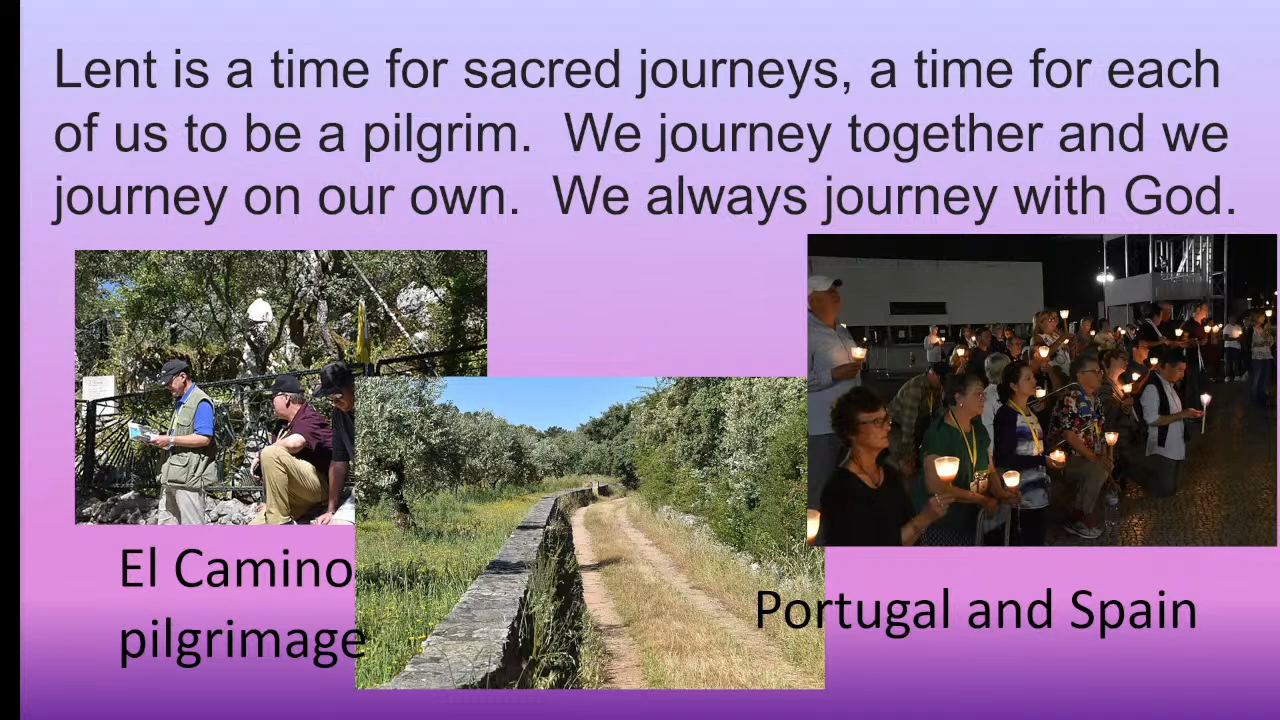 Lent is a time for sacred journeys, a time for each
of us to be a pilgrim.  We journey together and we
journey on our own.  We always journey with God.
El Camino
pilgrimage
Portugal and Spain